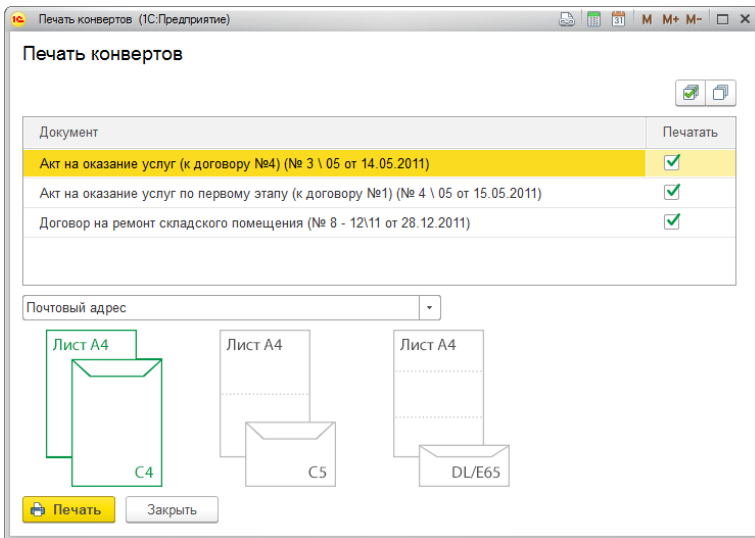 1С Печать конвертов (1С:Предприятие) 31 M M+ M-
Печать конвертов
Документ Печатать
Акт на оказание услуг (к договору №4) (№ 3 \ 05 от 14.05.2011)
Акт на оказание услуг по первому этапу (к договору №1) (№ 4 \ 05 от 15.05.2011)
Договор на ремонт складского помещения (№ 8 - 12\11 от 28.12.2011)
Почтовый адрес
Лист А4 Лист А4 Лист А4
C4 C5 DL/E65
Печать Закрыть